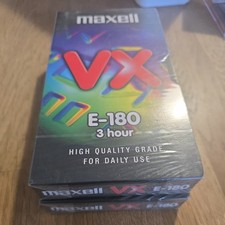 maxell
VX
E-180
3 hour
HIGH QUALITY GRADE
FOR DAILY USE
maxell VX E-180
maxell VX E-180